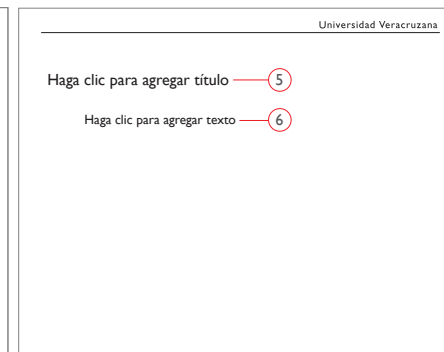 Universidad Veracruzana
Haga clic para agregar título 5
Haga clic para agregar texto 6